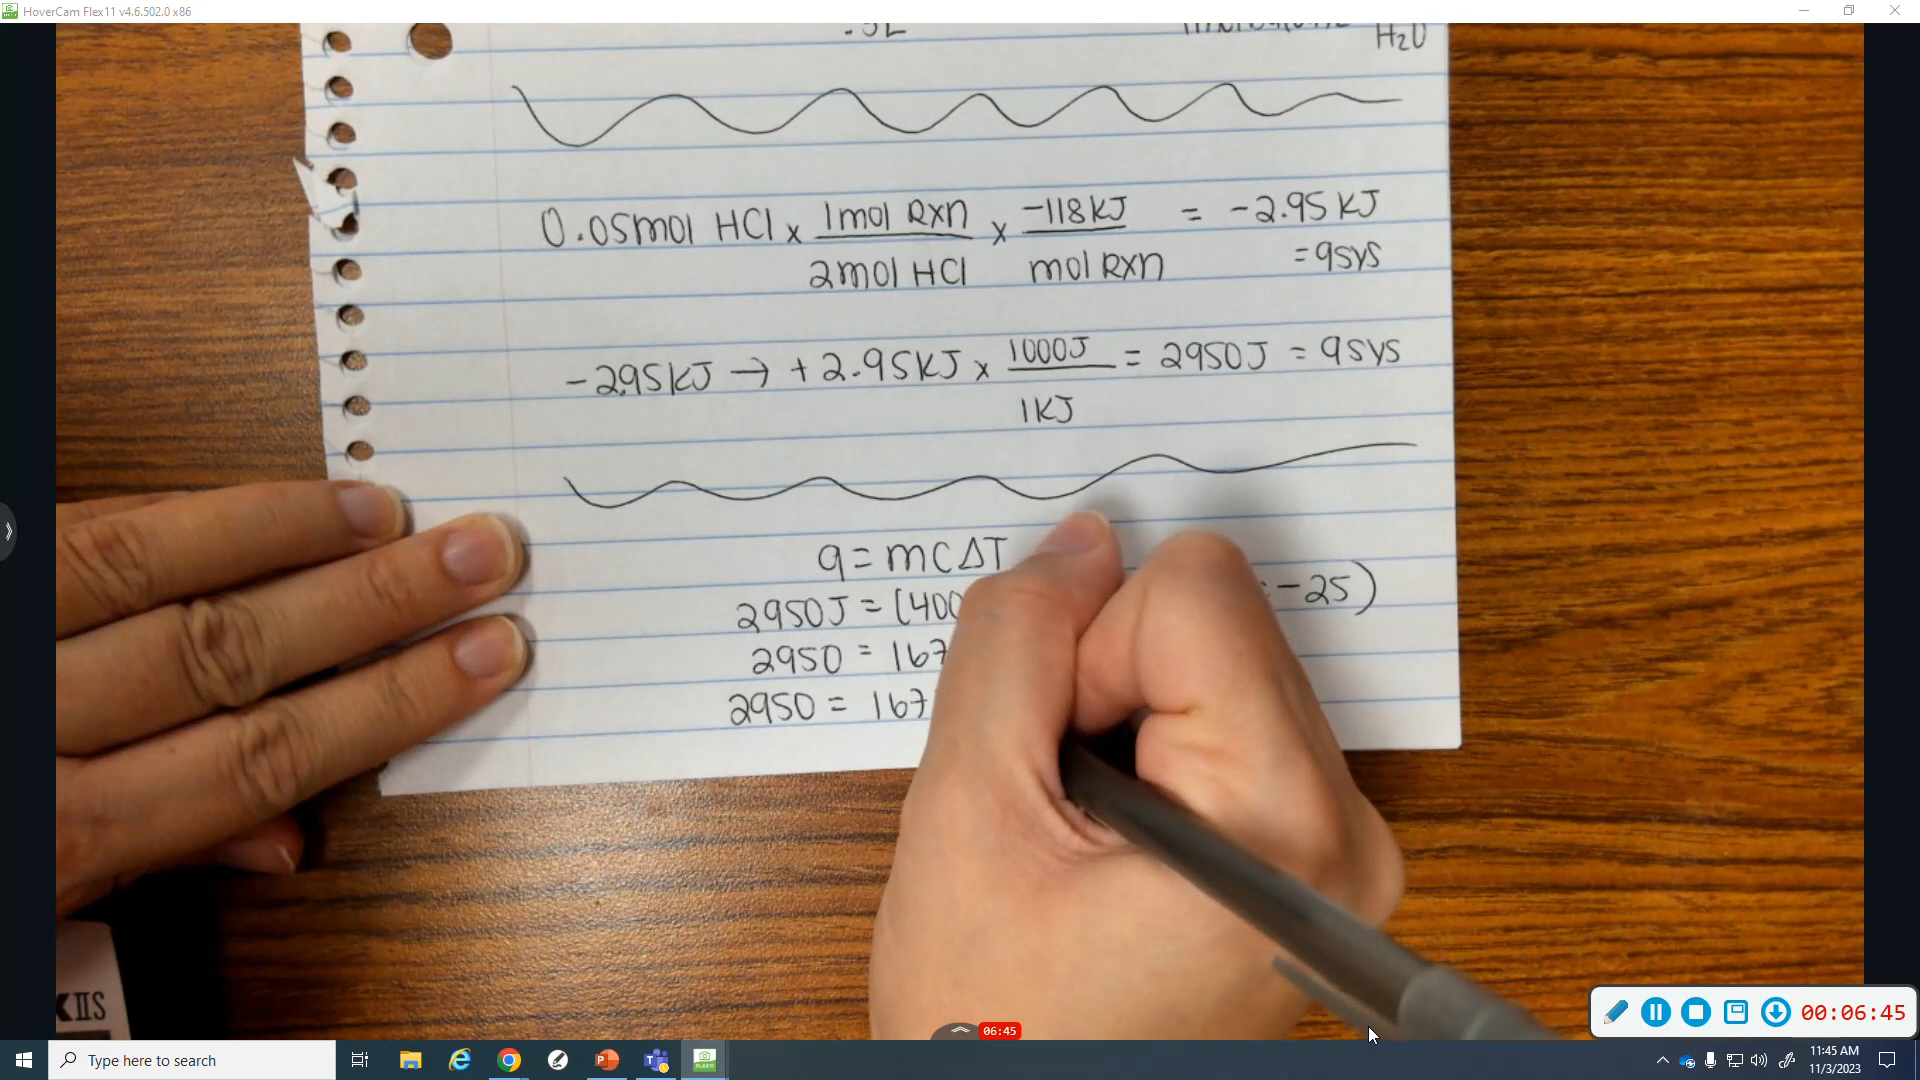 HoverCam Flex11 v4.6.502.0 x86
.5L
H₂O
0.05mol HCl x 1mol Rxn / 2mol HCl x -118KJ / mol Rxn = -2.95 KJ
= qsys
-2.95KJ → +2.95KJ x 1000J / 1KJ = 2950J = qsys
q = mCΔT
2950J = (400 -25)
2950 = 167
2950 = 167
XIIS
06:45
00:06:45
Type here to search
11:45 AM
11/3/2023